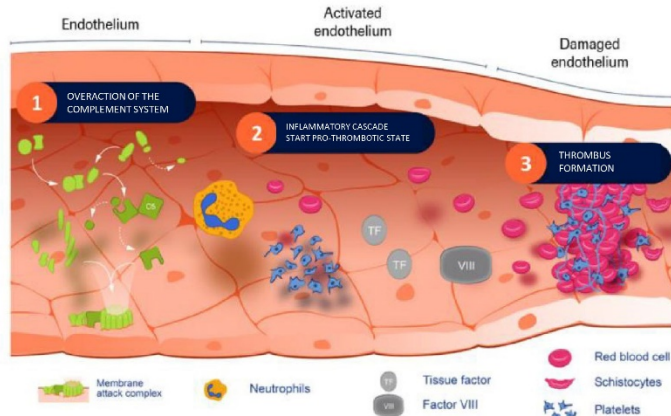 Endothelium
Activated
endothelium
Damaged
endothelium
1
OVERACTION OF THE
COMPLEMENT SYSTEM
2
INFLAMMATORY CASCADE
START PRO-THROMBOTIC STATE
3
THROMBUS
FORMATION
C5
TF
TF
VIII
Membrane
attack complex
Neutrophils
TF
Tissue factor
VIII
Factor VIII
Red blood cell
Schistocytes
Platelets